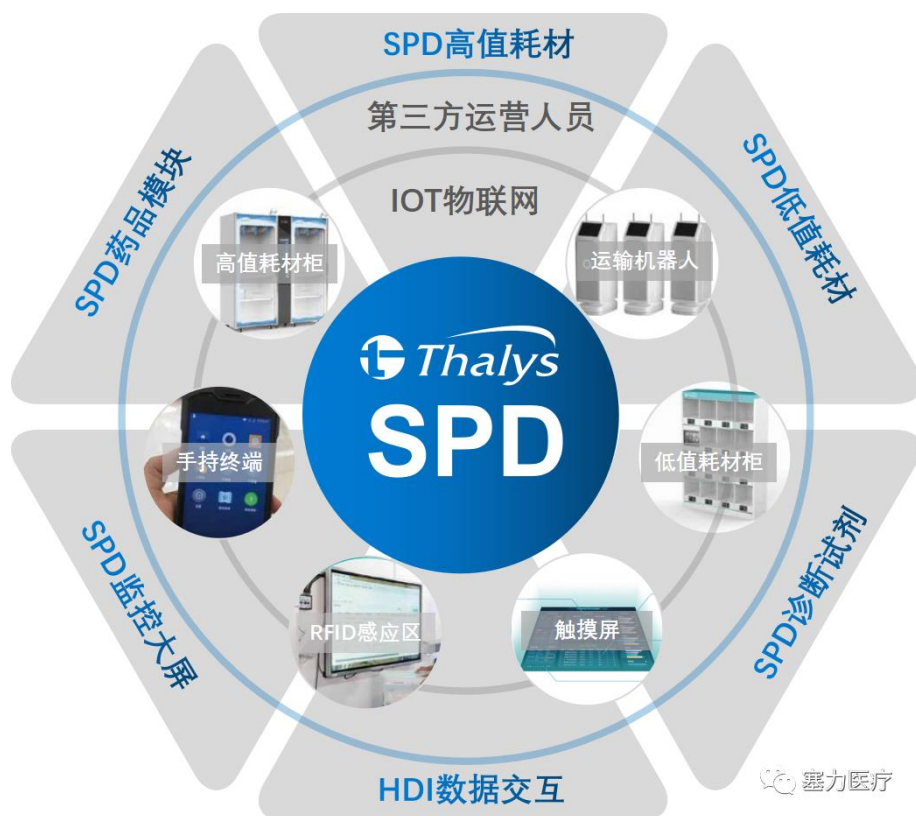 SPD高值耗材
第三方运营人员
IOT物联网
SPD药品模块
SPD低值耗材
高值耗材柜
运输机器人
Thalys
SPD
手持终端
低值耗材柜
SPD监控大屏
SPD诊断试剂
RFID感应区
触摸屏
HDI数据交互
塞力医疗